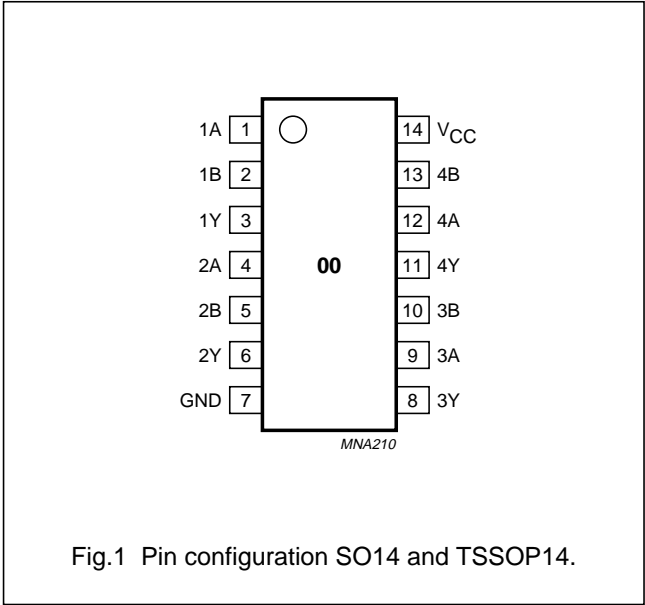 1A 1 14 VCC
1B 2 13 4B
1Y 3 12 4A
2A 4 00 11 4Y
2B 5 10 3B
2Y 6 9 3A
GND 7 8 3Y
MNA210
Fig.1 Pin configuration SO14 and TSSOP14.